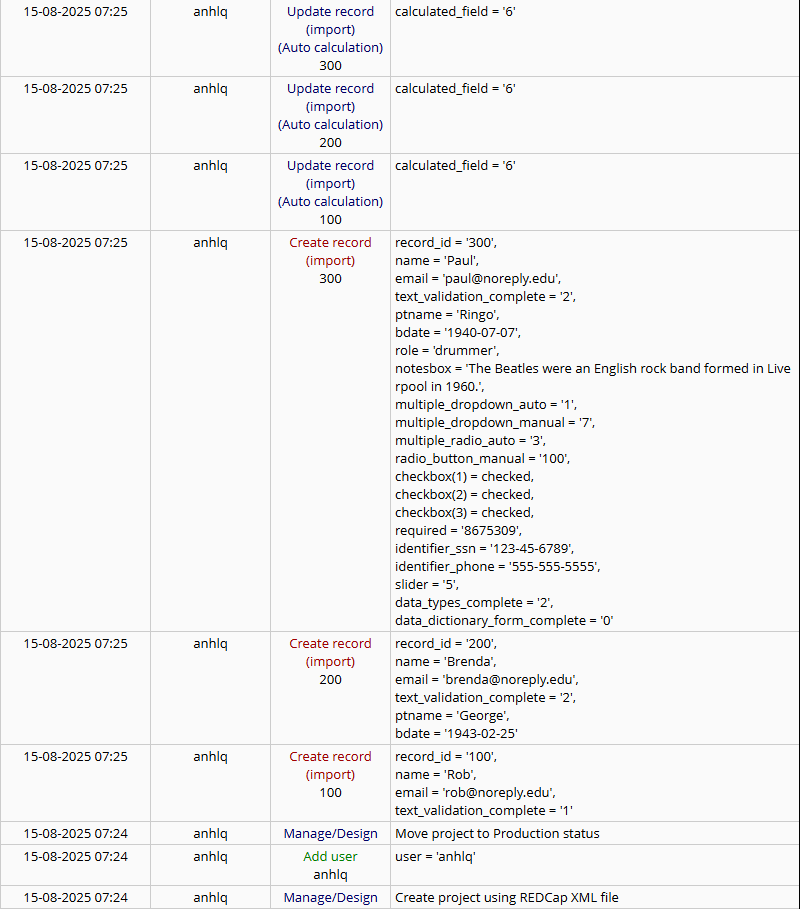 15-08-2025 07:25 anhlq Update record calculated_field = '6'
(import)
(Auto calculation)
300
15-08-2025 07:25 anhlq Update record calculated_field = '6'
(import)
(Auto calculation)
200
15-08-2025 07:25 anhlq Update record calculated_field = '6'
(import)
(Auto calculation)
100
15-08-2025 07:25 anhlq Create record record_id = '300',
(import) name = 'Paul',
300 email = 'paul@noreply.edu',
text_validation_complete = '2',
ptname = 'Ringo',
bdate = '1940-07-07',
role = 'drummer',
notesbox = 'The Beatles were an English rock band formed in Live
rpool in 1960.',
multiple_dropdown_auto = '1',
multiple_dropdown_manual = '7',
multiple_radio_auto = '3',
radio_button_manual = '100',
checkbox(1) = checked,
checkbox(2) = checked,
checkbox(3) = checked,
required = '8675309',
identifier_ssn = '123-45-6789',
identifier_phone = '555-555-5555',
slider = '5',
data_types_complete = '2',
data_dictionary_form_complete = '0'
15-08-2025 07:25 anhlq Create record record_id = '200',
(import) name = 'Brenda',
200 email = 'brenda@noreply.edu',
text_validation_complete = '2',
ptname = 'George',
bdate = '1943-02-25'
15-08-2025 07:25 anhlq Create record record_id = '100',
(import) name = 'Rob',
100 email = 'rob@noreply.edu',
text_validation_complete = '1'
15-08-2025 07:24 anhlq Manage/Design Move project to Production status
15-08-2025 07:24 anhlq Add user user = 'anhlq'
anhlq
15-08-2025 07:24 anhlq Manage/Design Create project using REDCap XML file